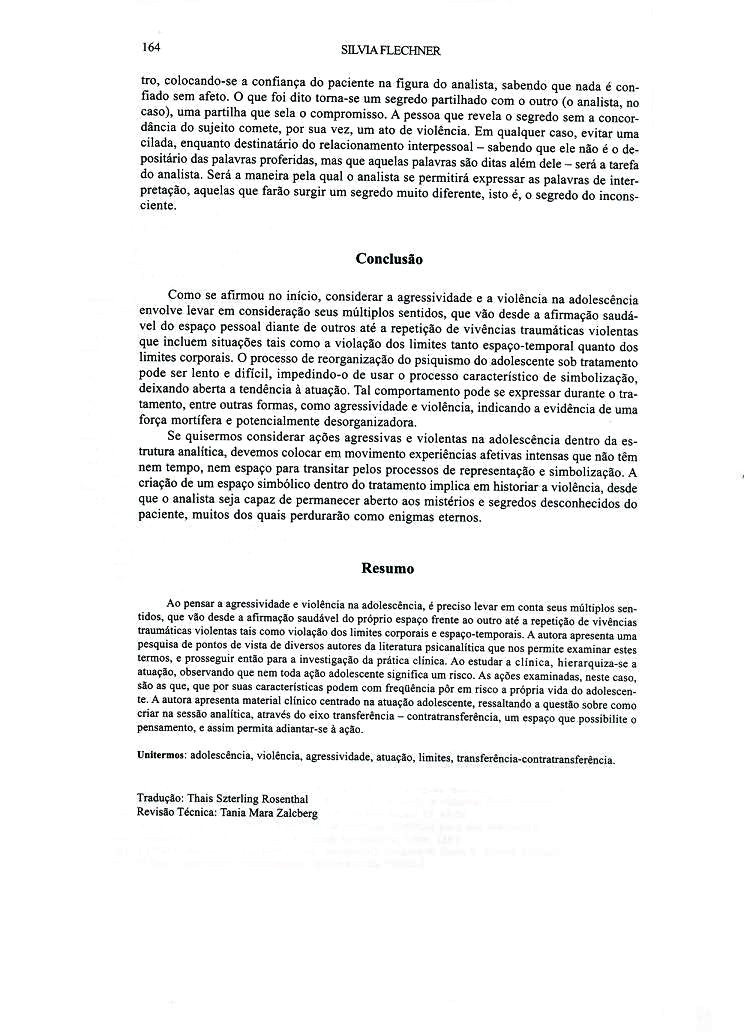 164
SILVIA FLECHNER
tro, colocando-se a confiança do paciente na figura do analista, sabendo que nada é con-
fiado sem afeto. O que foi dito torna-se um segredo partilhado com o outro (o analista, no
caso), uma partilha que sela o compromisso. A pessoa que revela o segredo sem a concor-
dância do sujeito comete, por sua vez, um ato de violência. Em qualquer caso, evitar uma
cilada, enquanto destinatário do relacionamento interpessoal – sabendo que ele não é o de-
positário das palavras proferidas, mas que aquelas palavras são ditas além dele – será a tarefa
do analista. Será a maneira pela qual o analista se permitirá expressar as palavras de inter-
pretação, aquelas que farão surgir um segredo muito diferente, isto é, o segredo do incons-
ciente.
Conclusão
Como se afirmou no início, considerar a agressividade e a violência na adolescência
envolve levar em consideração seus múltiplos sentidos, que vão desde a afirmação saudá-
vel do espaço pessoal diante de outros até a repetição de vivências traumáticas violentas
que incluem situações tais como a violação dos limites tanto espaço-temporal quanto dos
limites corporais. O processo de reorganização do psiquismo do adolescente sob tratamento
pode ser lento e difícil, impedindo-o de usar o processo característico de simbolização,
deixando aberta a tendência à atuação. Tal comportamento pode se expressar durante o tra-
tamento, entre outras formas, como agressividade e violência, indicando a evidência de uma
força mortífera e potencialmente desorganizadora.
Se quisermos considerar ações agressivas e violentas na adolescência dentro da es-
trutura analítica, devemos colocar em movimento experiências afetivas intensas que não têm
nem tempo, nem espaço para transitar pelos processos de representação e simbolização. A
criação de um espaço simbólico dentro do tratamento implica em historiar a violência, desde
que o analista seja capaz de permanecer aberto aos mistérios e segredos desconhecidos do
paciente, muitos dos quais perdurarão como enigmas eternos.
Resumo
Ao pensar a agressividade e violência na adolescência, é preciso levar em conta seus múltiplos sen-
tidos, que vão desde a afirmação saudável do próprio espaço frente ao outro até a repetição de vivências
traumáticas violentas tais como violação dos limites corporais e espaço-temporais. A autora apresenta uma
pesquisa de pontos de vista de diversos autores da literatura psicanalítica que nos permite examinar estes
termos, e prosseguir então para a investigação da prática clínica. Ao estudar a clínica, hierarquiza-se a
atuação, observando que nem toda ação adolescente significa um risco. As ações examinadas, neste caso,
são as que, que por suas características podem com freqüência pôr em risco a própria vida do adolescen-
te. A autora apresenta material clínico centrado na atuação adolescente, ressaltando a questão sobre como
criar na sessão analítica, através do eixo transferência – contratransferência, um espaço que possibilite o
pensamento, e assim permita adiantar-se à ação.
Unitermos: adolescência, violência, agressividade, atuação, limites, transferência-contratransferência.
Tradução: Thais Szterling Rosenthal
Revisão Técnica: Tania Mara Zalcberg